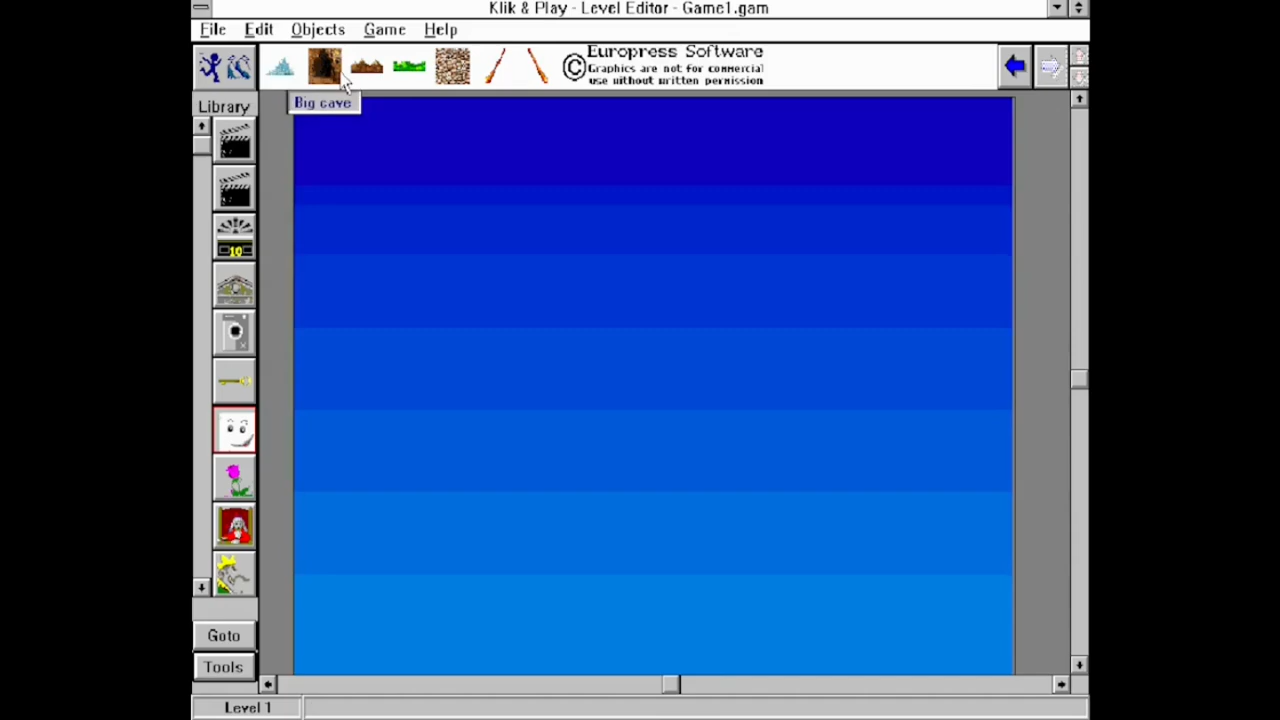 Klik & Play - Level Editor - Game1.gam
File Edit Objects Game Help
© Europress Software
Graphics are not for commercial
use without written permission
Library
Big cave
10
Goto
Tools
Level 1